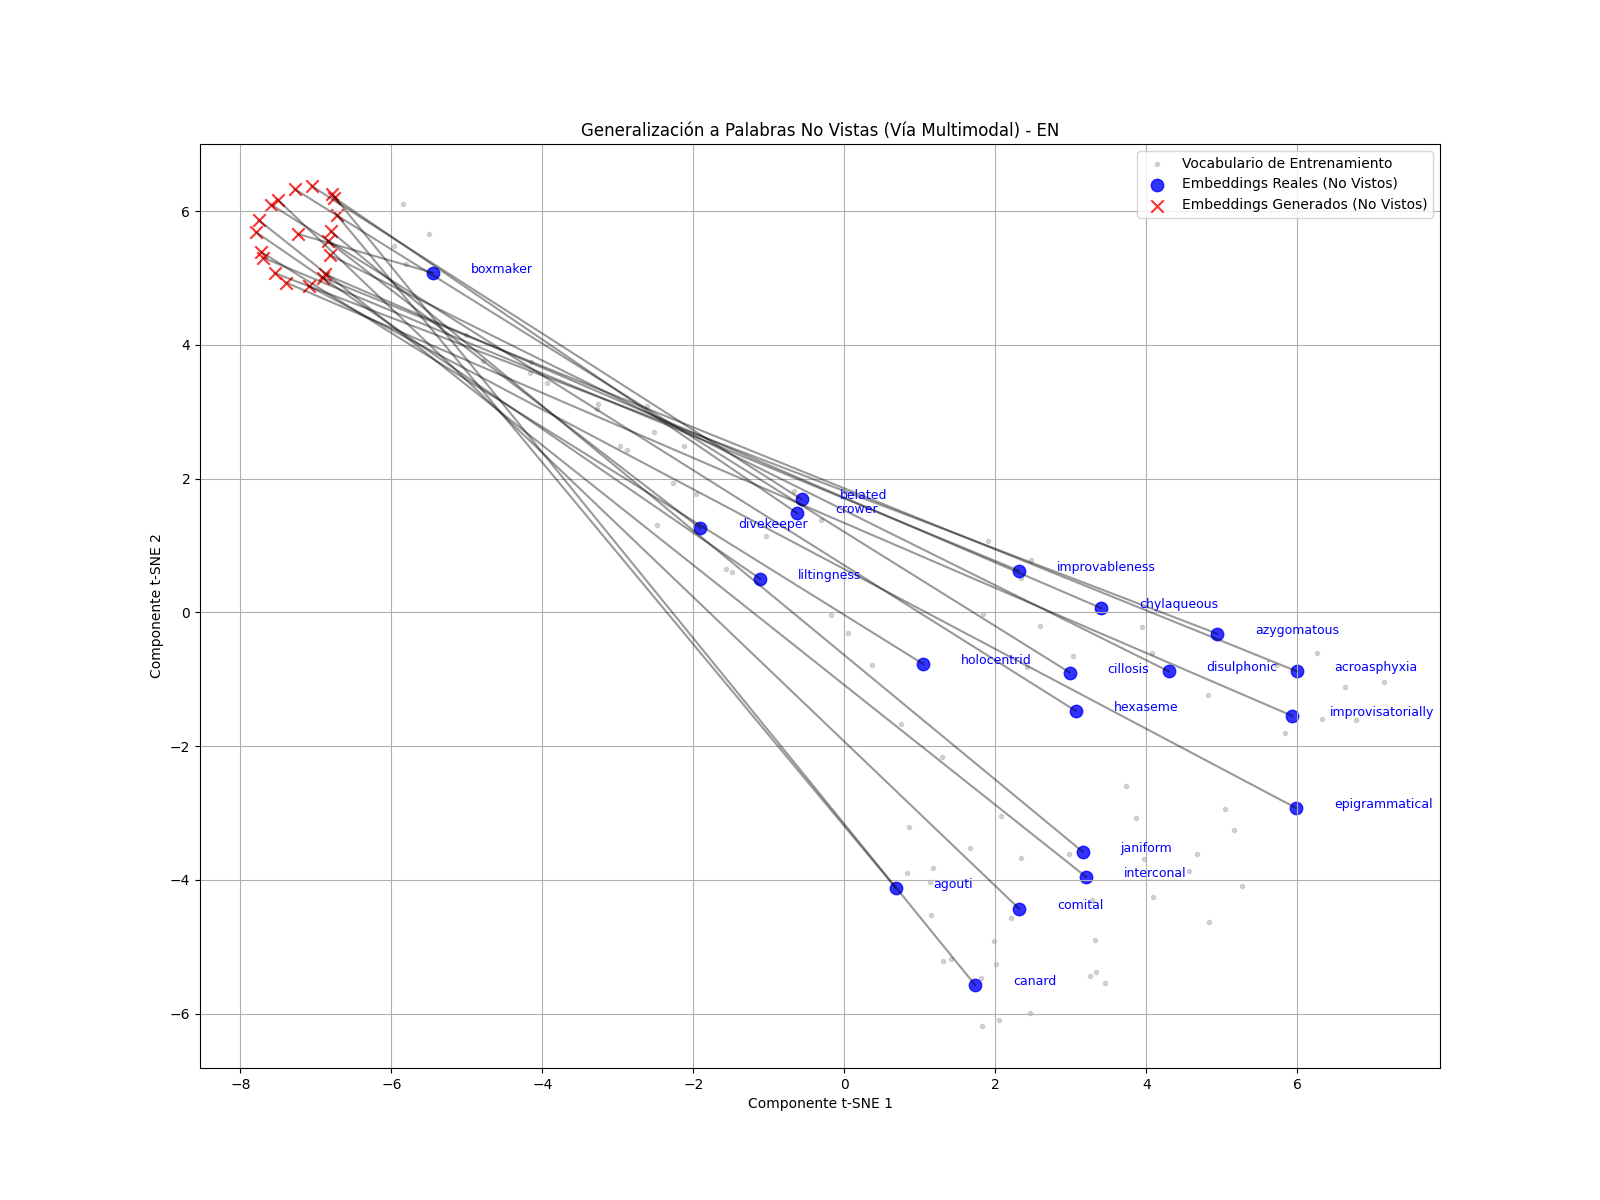 Generalización a Palabras No Vistas (Vía Multimodal) - EN
Vocabulario de Entrenamiento
Embeddings Reales (No Vistos)
Embeddings Generados (No Vistos)
boxmaker
belated
crower
divekeeper
liltingness
improvableness
chylaqueous
azygomatous
holocentrid
cillosis
disulphonic
acroasphyxia
hexaseme
improvisatorially
epigrammatical
janiform
interconal
agouti
comital
canard
6
4
2
0
−2
−4
−6
Componente t-SNE 2
−8 −6 −4 −2 0 2 4 6
Componente t-SNE 1